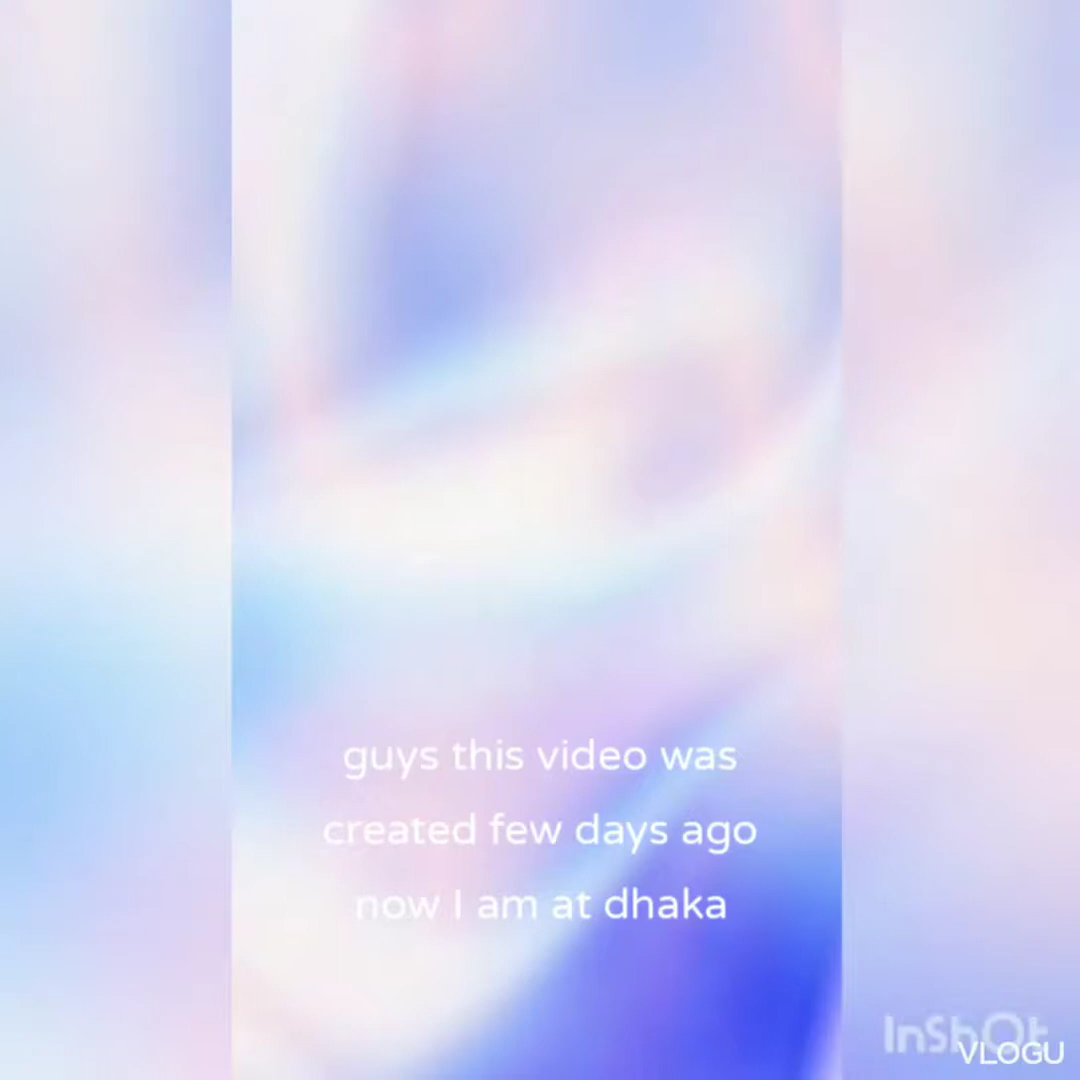 guys this video was
created few days ago
now I am at dhaka
InShOt
VLOGU